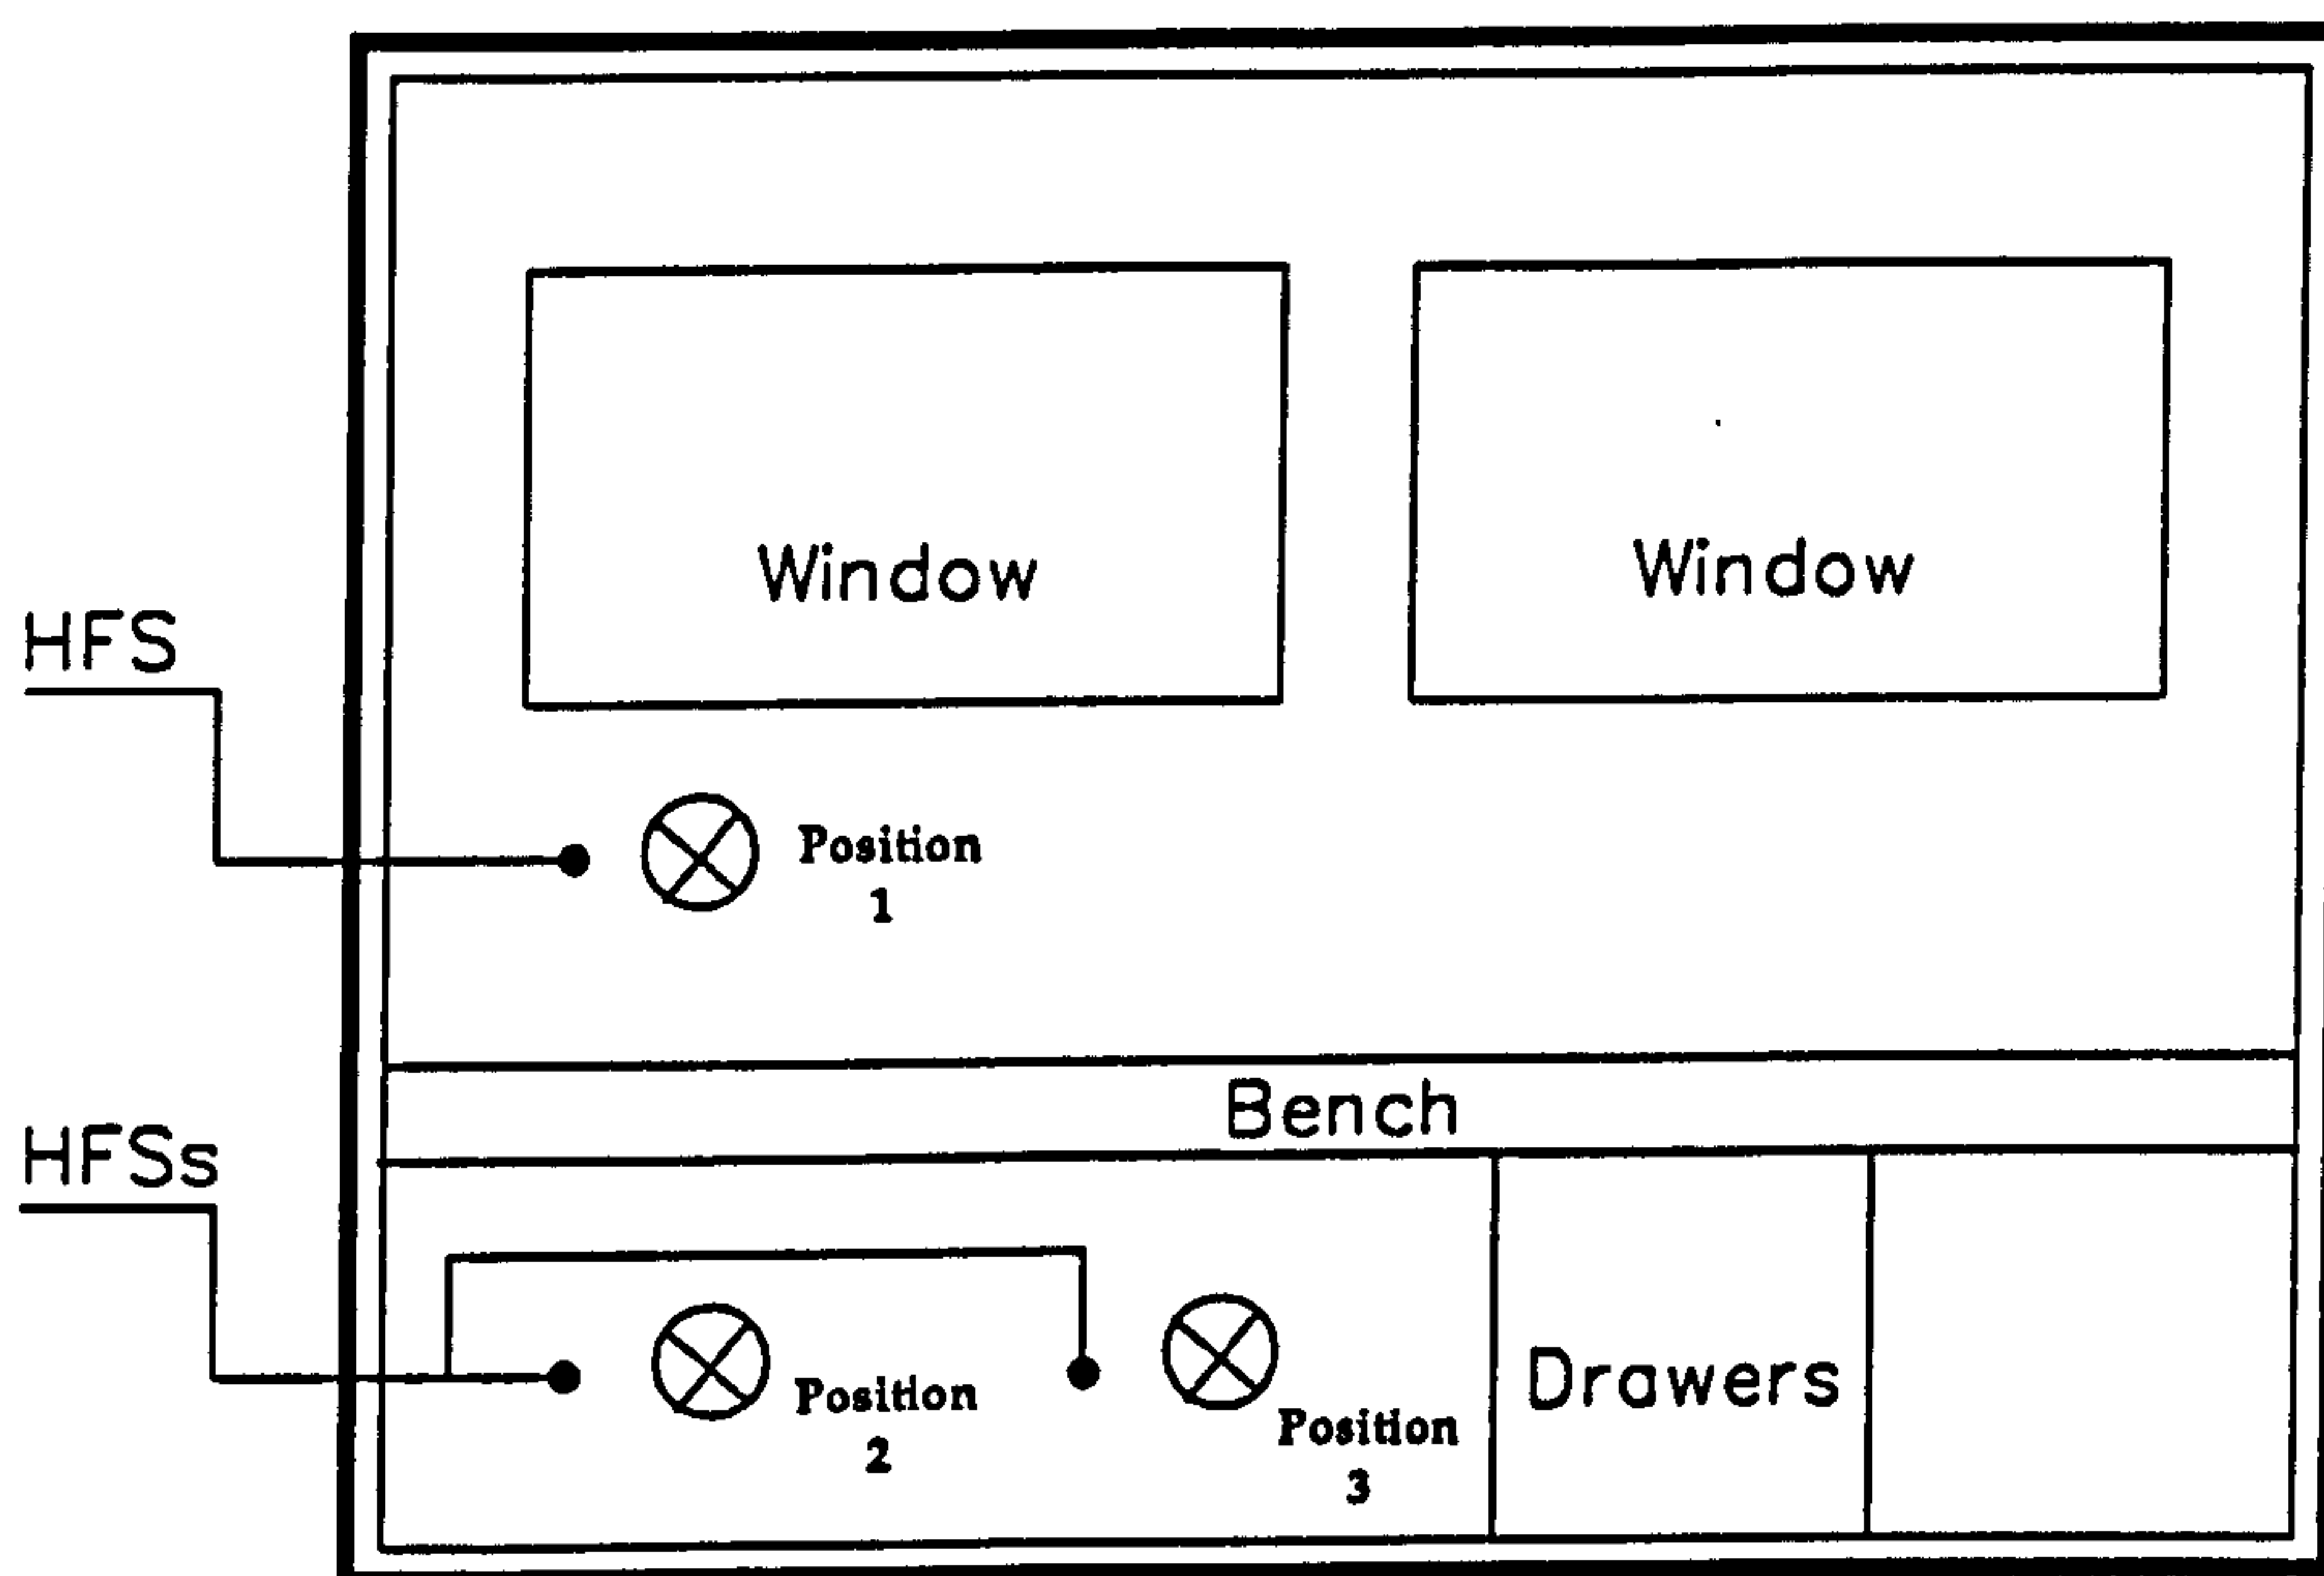 Window
Window
HFS
Position
1
Bench
HFSs
Drawers
Position
2
Position
3